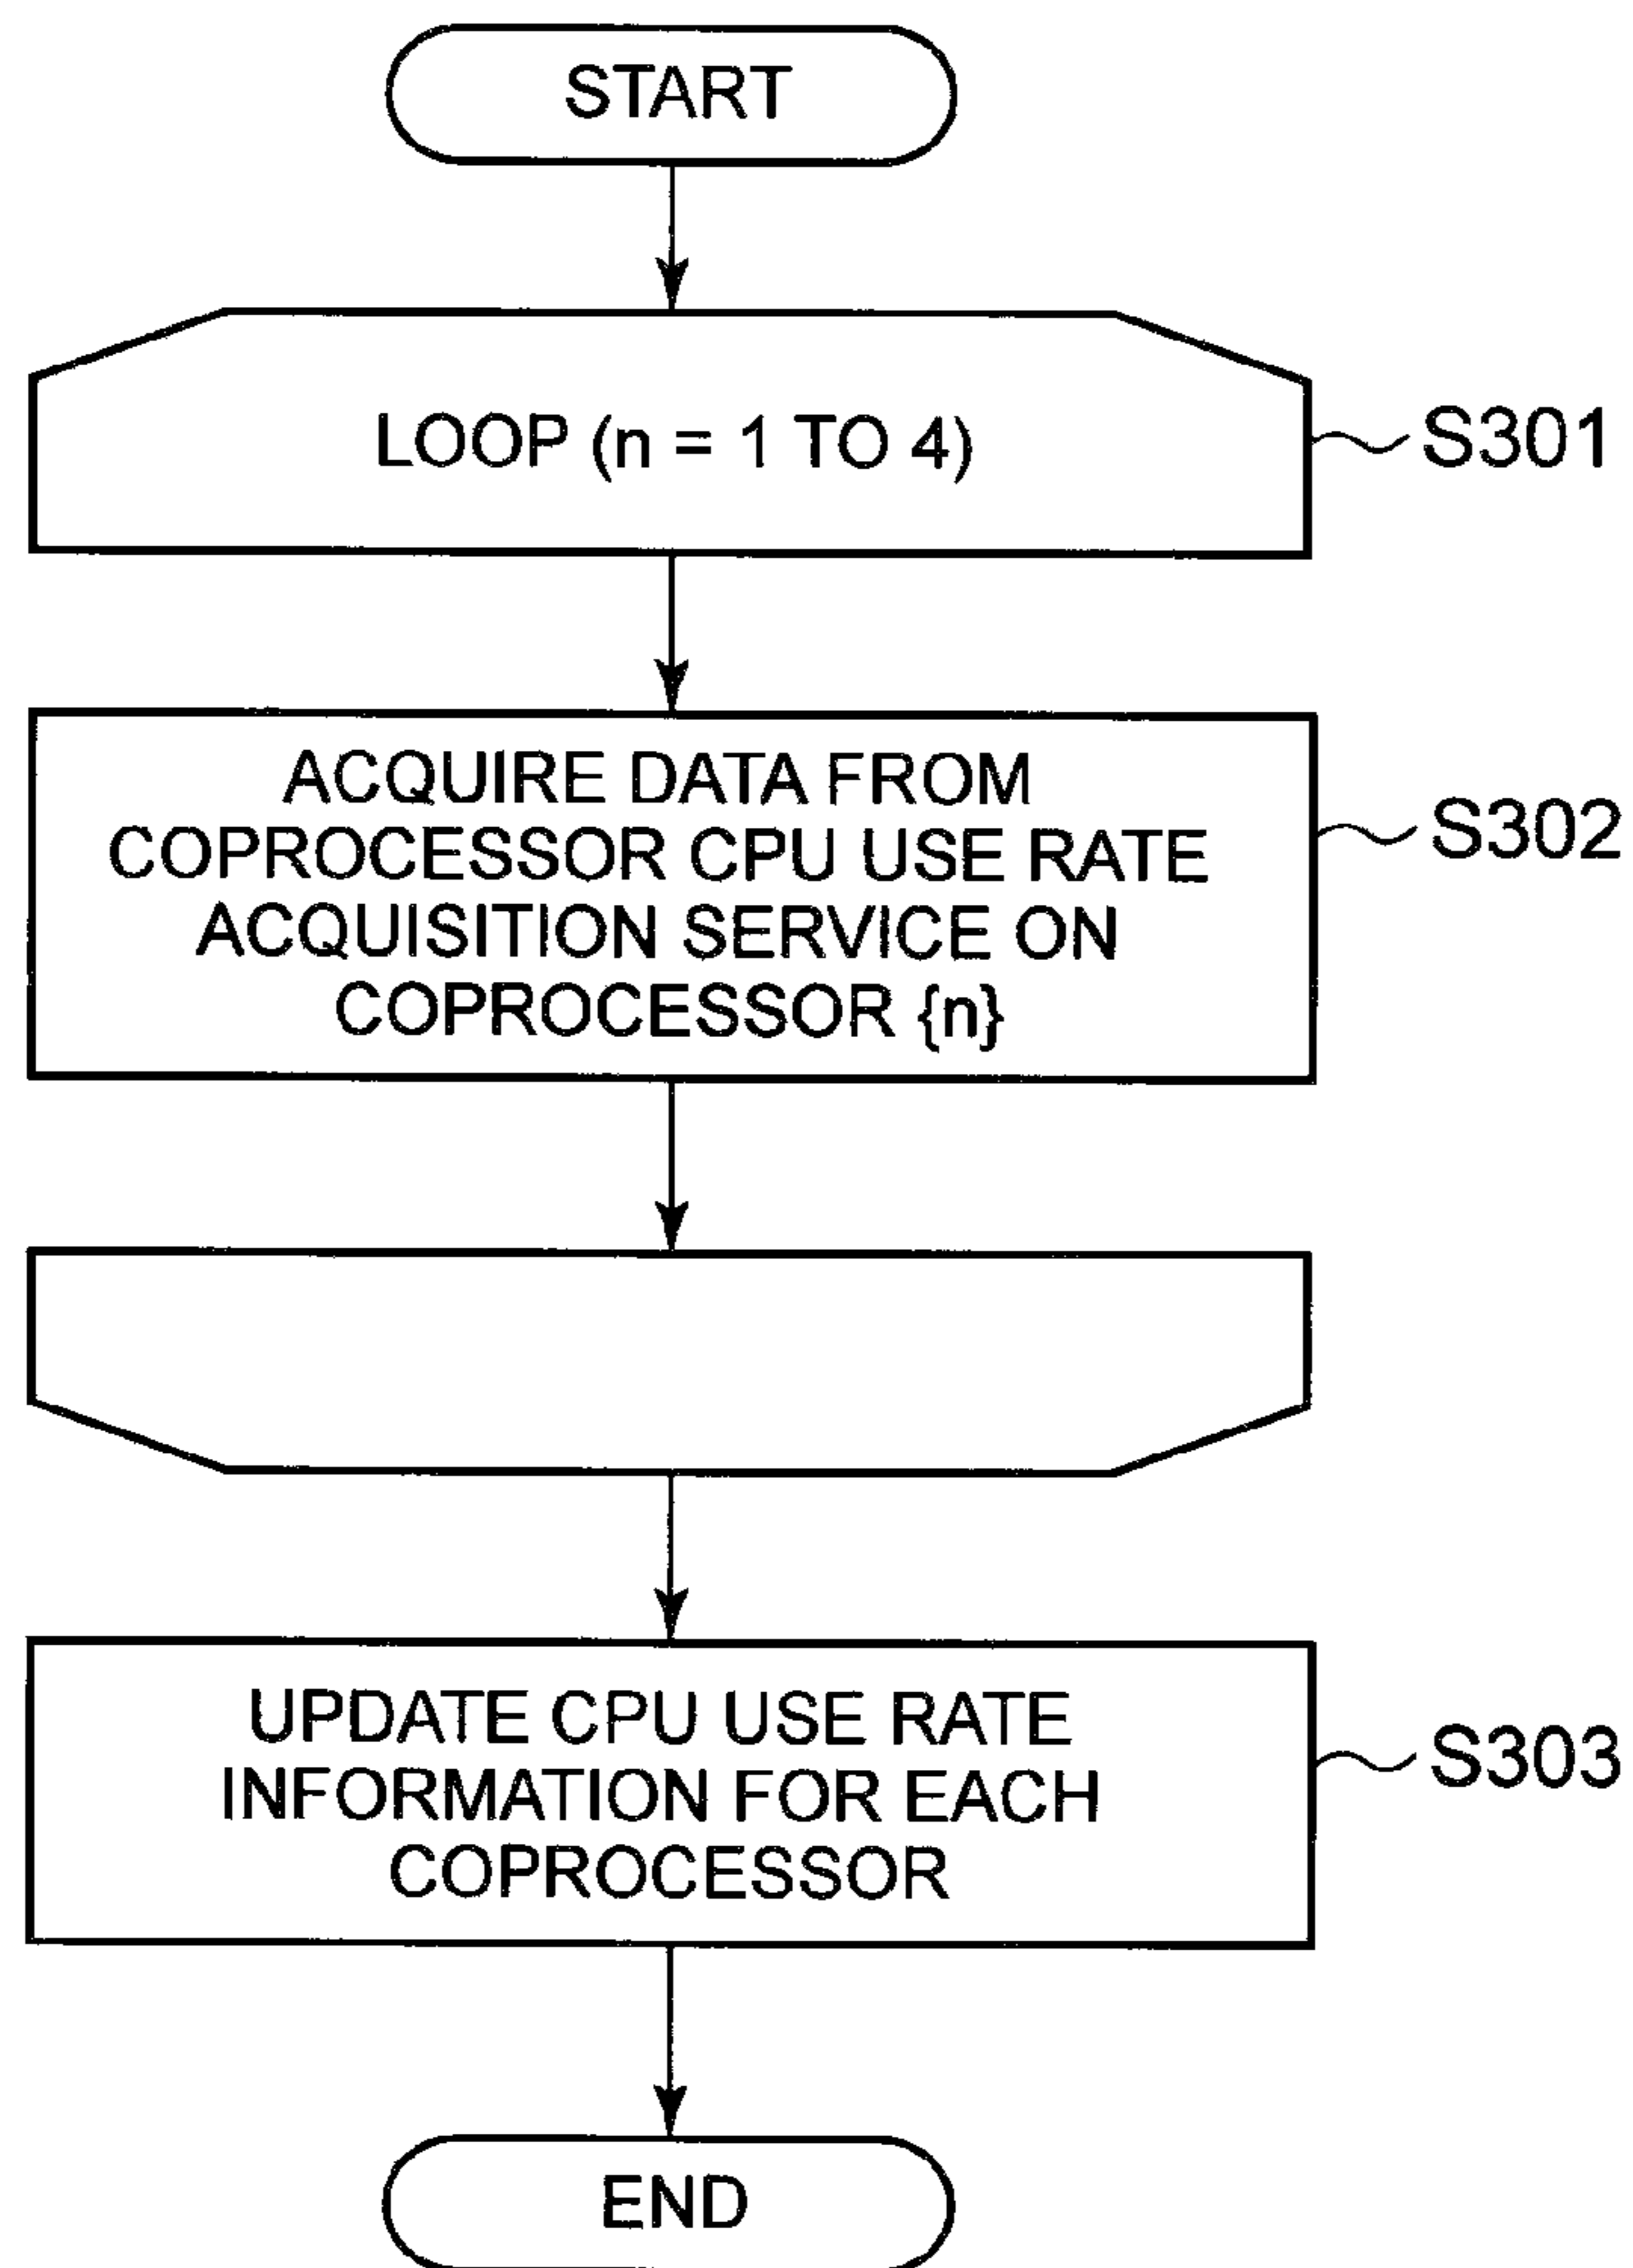 START
LOOP (n = 1 TO 4)
S301
ACQUIRE DATA FROM
COPROCESSOR CPU USE RATE
ACQUISITION SERVICE ON
COPROCESSOR {n}
S302
UPDATE CPU USE RATE
INFORMATION FOR EACH
COPROCESSOR
S303
END